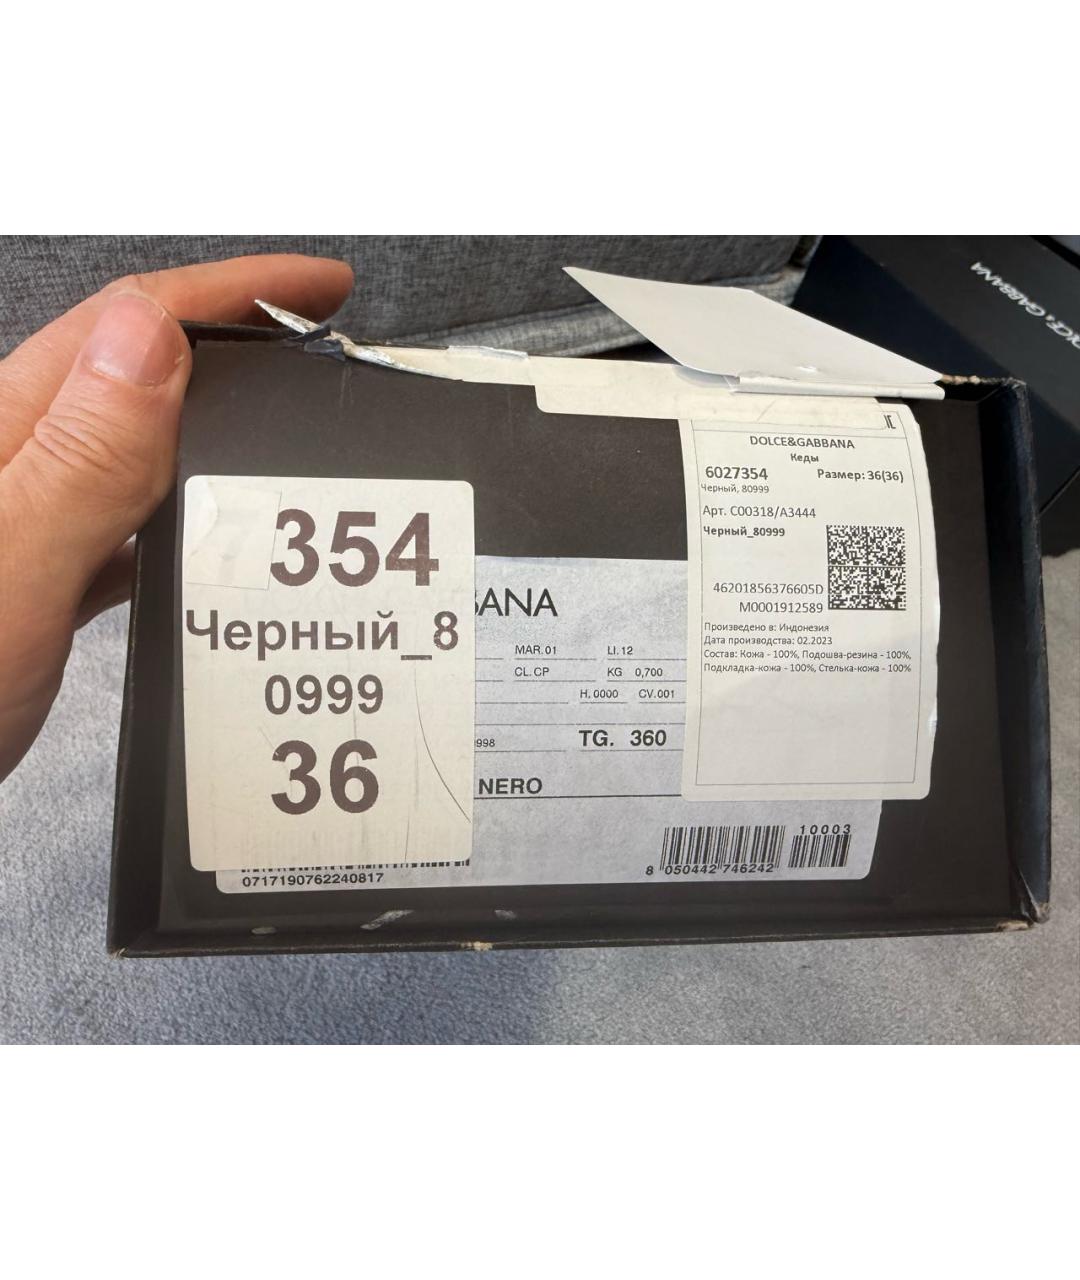 354
Черный_8
0999
36
BANA
MAR.01
LI.12
CL.CP
KG 0,700
H.0000
CV.001
998
TG. 360
NERO
0717190762240817
10003
8 050442 746242
DOLCE&GABBANA
Кеды
6027354
Размер: 36(36)
Черный, 80999
Арт. C00318/A3444
Черный_80999
46201856376605D
M0001912589
Произведено в: Индонезия
Дата производства: 02.2023
Состав: Кожа - 100%, Подошва-резина - 100%,
Подкладка-кожа - 100%, Стелька-кожа - 100%
GABBANA